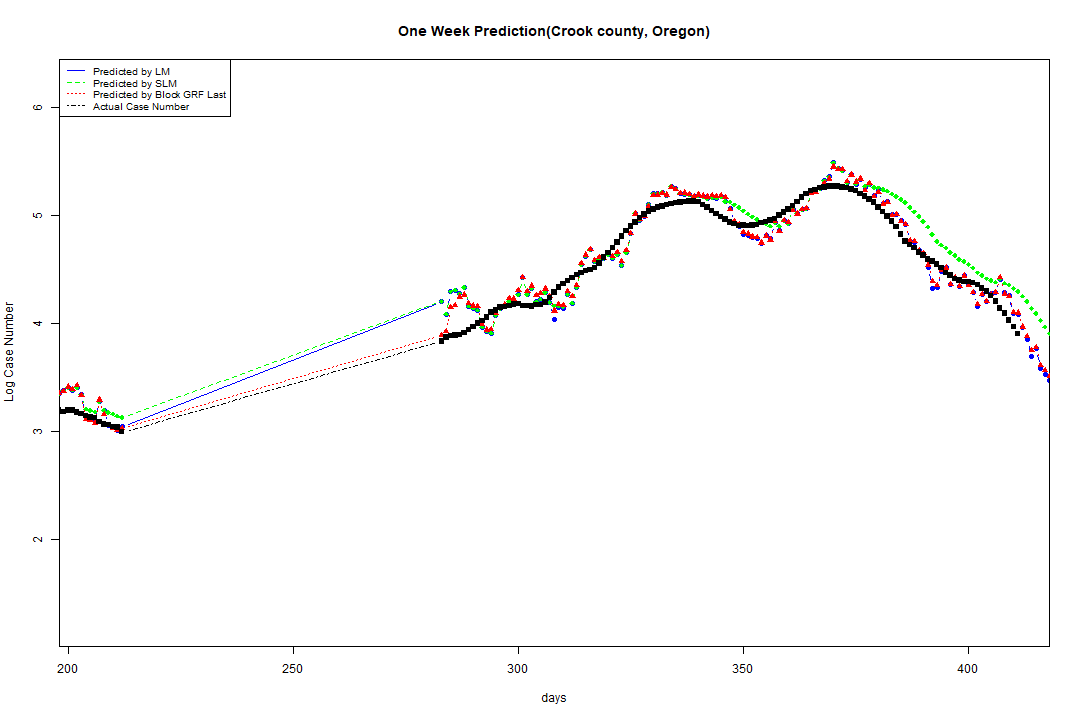 One Week Prediction(Crook county, Oregon)
Predicted by LM
Predicted by SLM
Predicted by Block GRF Last
Actual Case Number
6
5
4
3
2
Log Case Number
200 250 300 350 400
days